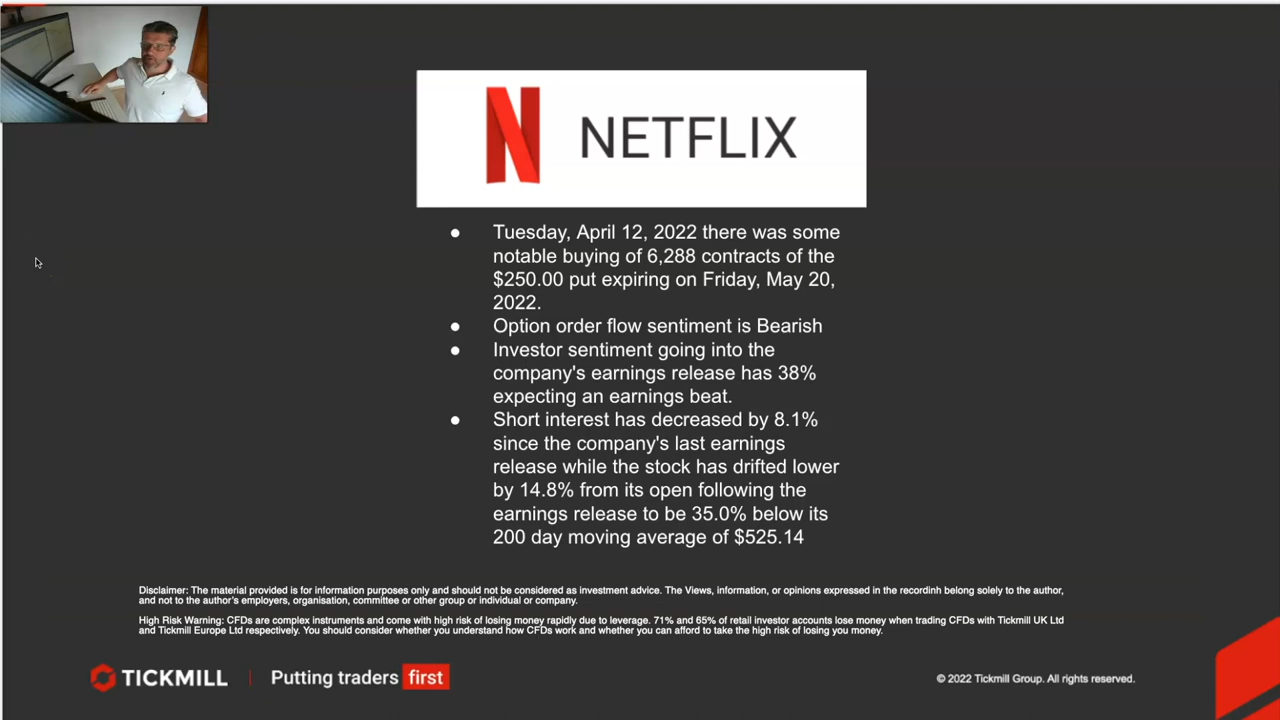 NETFLIX
● Tuesday, April 12, 2022 there was some
notable buying of 6,288 contracts of the
$250.00 put expiring on Friday, May 20,
2022.
● Option order flow sentiment is Bearish
● Investor sentiment going into the
company's earnings release has 38%
expecting an earnings beat.
● Short interest has decreased by 8.1%
since the company's last earnings
release while the stock has drifted lower
by 14.8% from its open following the
earnings release to be 35.0% below its
200 day moving average of $525.14
Disclaimer: The material provided is for information purposes only and should not be considered as investment advice. The Views, information, or opinions expressed in the recordinh belong solely to the author,
and not to the author's employers, organisation, committee or other group or individual or company.
High Risk Warning: CFDs are complex instruments and come with high risk of losing money rapidly due to leverage. 71% and 65% of retail investor accounts lose money when trading CFDs with Tickmill UK Ltd
and Tickmill Europe Ltd respectively. You should consider whether you understand how CFDs work and whether you can afford to take the high risk of losing you money.
TICKMILL | Putting traders first
© 2022 Tickmill Group. All rights reserved.